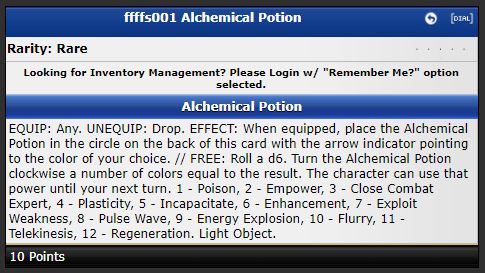 ffffs001 Alchemical Potion [DIAL]
Rarity: Rare
Looking for Inventory Management? Please Login w/ "Remember Me?" option
selected.
Alchemical Potion
EQUIP: Any. UNEQUIP: Drop. EFFECT: When equipped, place the Alchemical
Potion in the circle on the back of this card with the arrow indicator pointing
to the color of your choice. // FREE: Roll a d6. Turn the Alchemical Potion
clockwise a number of colors equal to the result. The character can use that
power until your next turn. 1 - Poison, 2 - Empower, 3 - Close Combat
Expert, 4 - Plasticity, 5 - Incapacitate, 6 - Enhancement, 7 - Exploit
Weakness, 8 - Pulse Wave, 9 - Energy Explosion, 10 - Flurry, 11 -
Telekinesis, 12 - Regeneration. Light Object.
10 Points